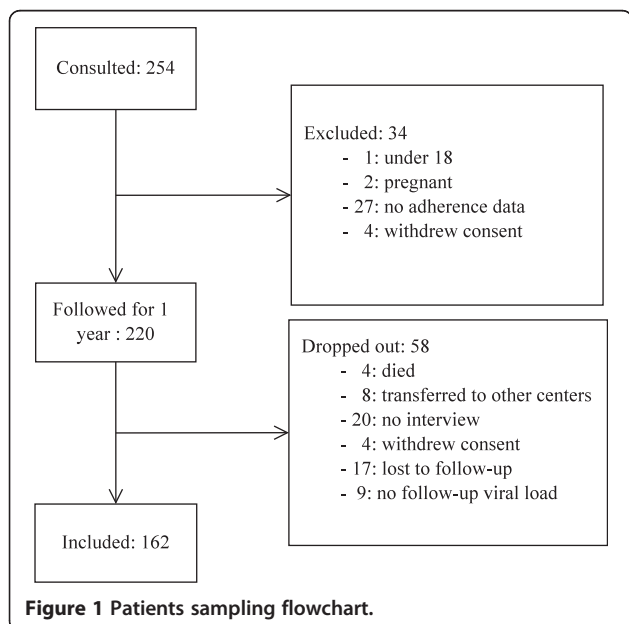 Consulted: 254
Excluded: 34
- 1: under 18
- 2: pregnant
- 27: no adherence data
- 4: withdrew consent
Followed for 1
year : 220
Dropped out: 58
- 4: died
- 8: transferred to other centers
- 20: no interview
- 4: withdrew consent
- 17: lost to follow-up
- 9: no follow-up viral load
Included: 162
Figure 1 Patients sampling flowchart.